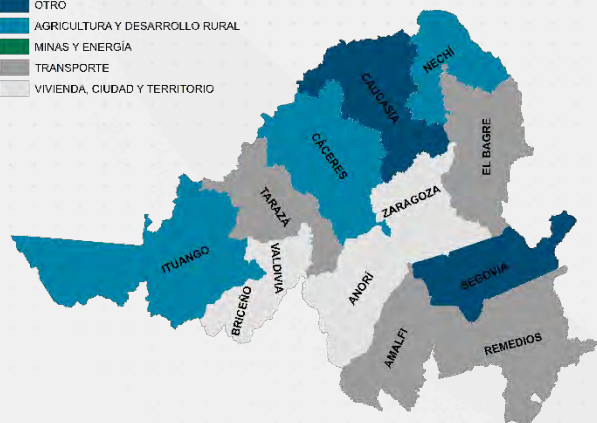 OTRO
AGRICULTURA Y DESARROLLO RURAL
MINAS Y ENERGÍA
TRANSPORTE
VIVIENDA, CIUDAD Y TERRITORIO
NECHÍ
CAUCASIA
CÁCERES
EL BAGRE
TARAZÁ
ZARAGOZA
ITUANGO
VALDIVIA
BRICEÑO
ANORÍ
SEGOVIA
AMALFI
REMEDIOS